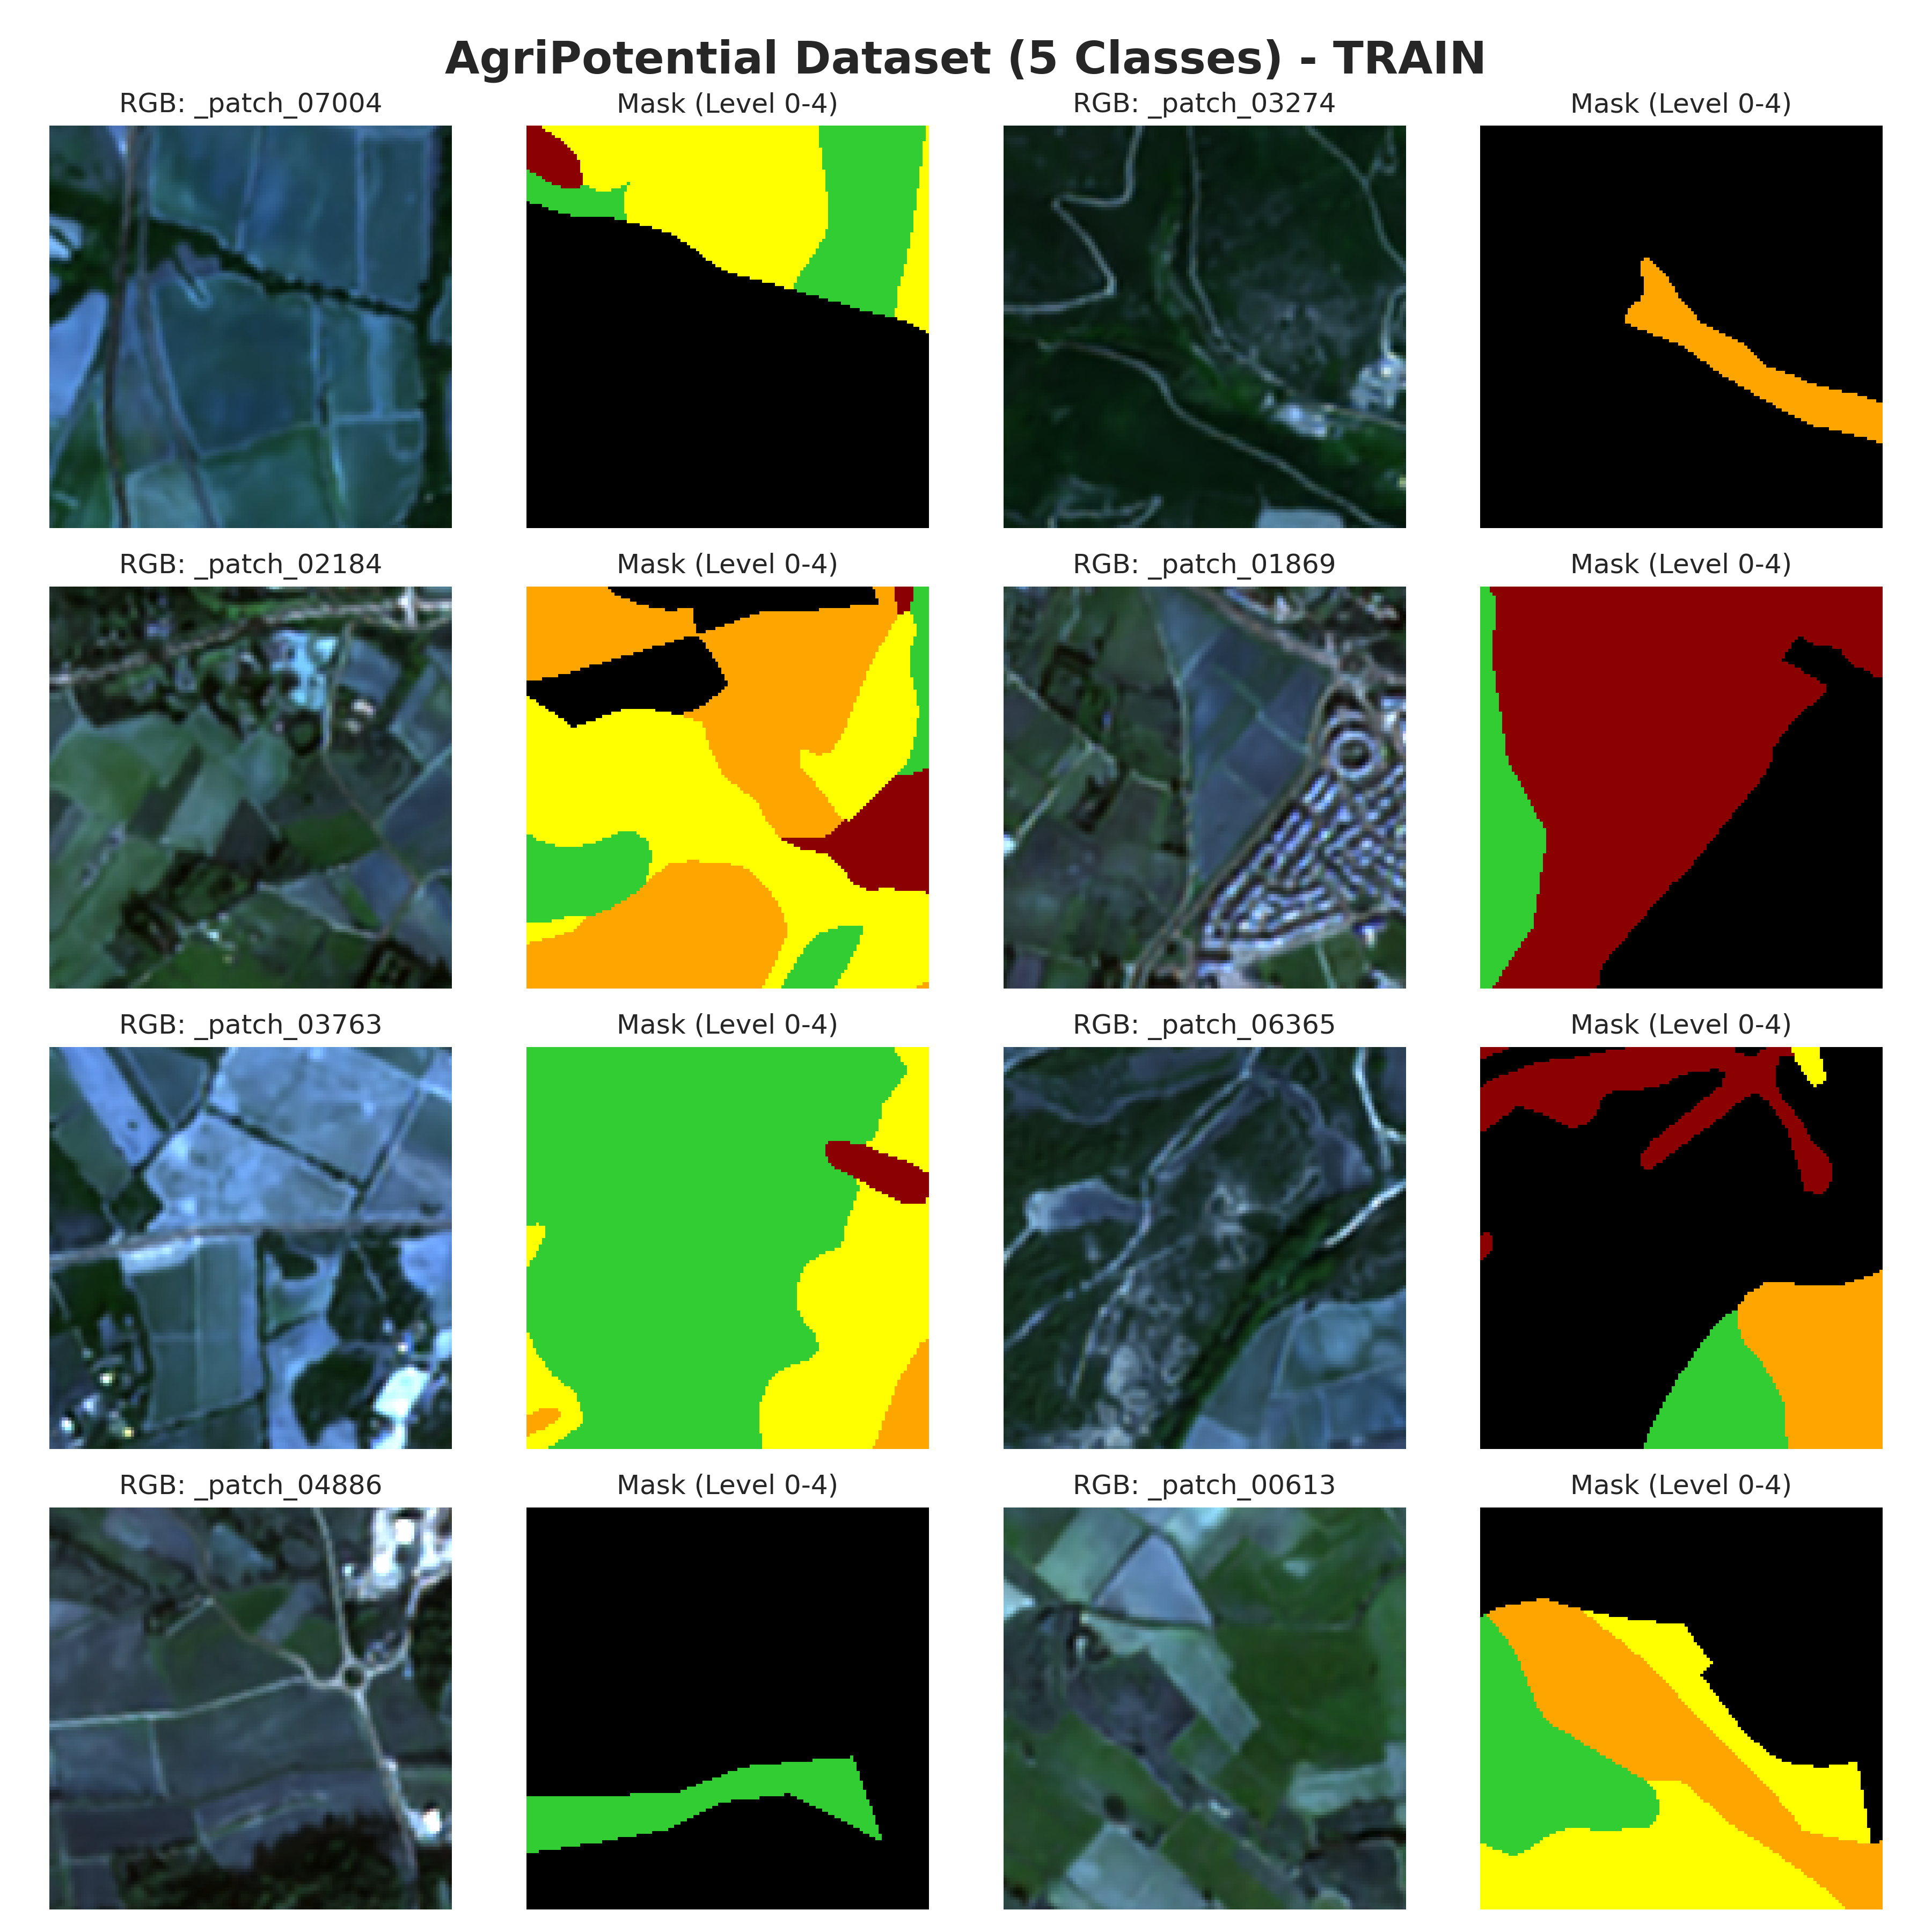 AgriPotential Dataset (5 Classes) - TRAIN
RGB: _patch_07004
Mask (Level 0-4)
RGB: _patch_03274
Mask (Level 0-4)
RGB: _patch_02184
Mask (Level 0-4)
RGB: _patch_01869
Mask (Level 0-4)
RGB: _patch_03763
Mask (Level 0-4)
RGB: _patch_06365
Mask (Level 0-4)
RGB: _patch_04886
Mask (Level 0-4)
RGB: _patch_00613
Mask (Level 0-4)